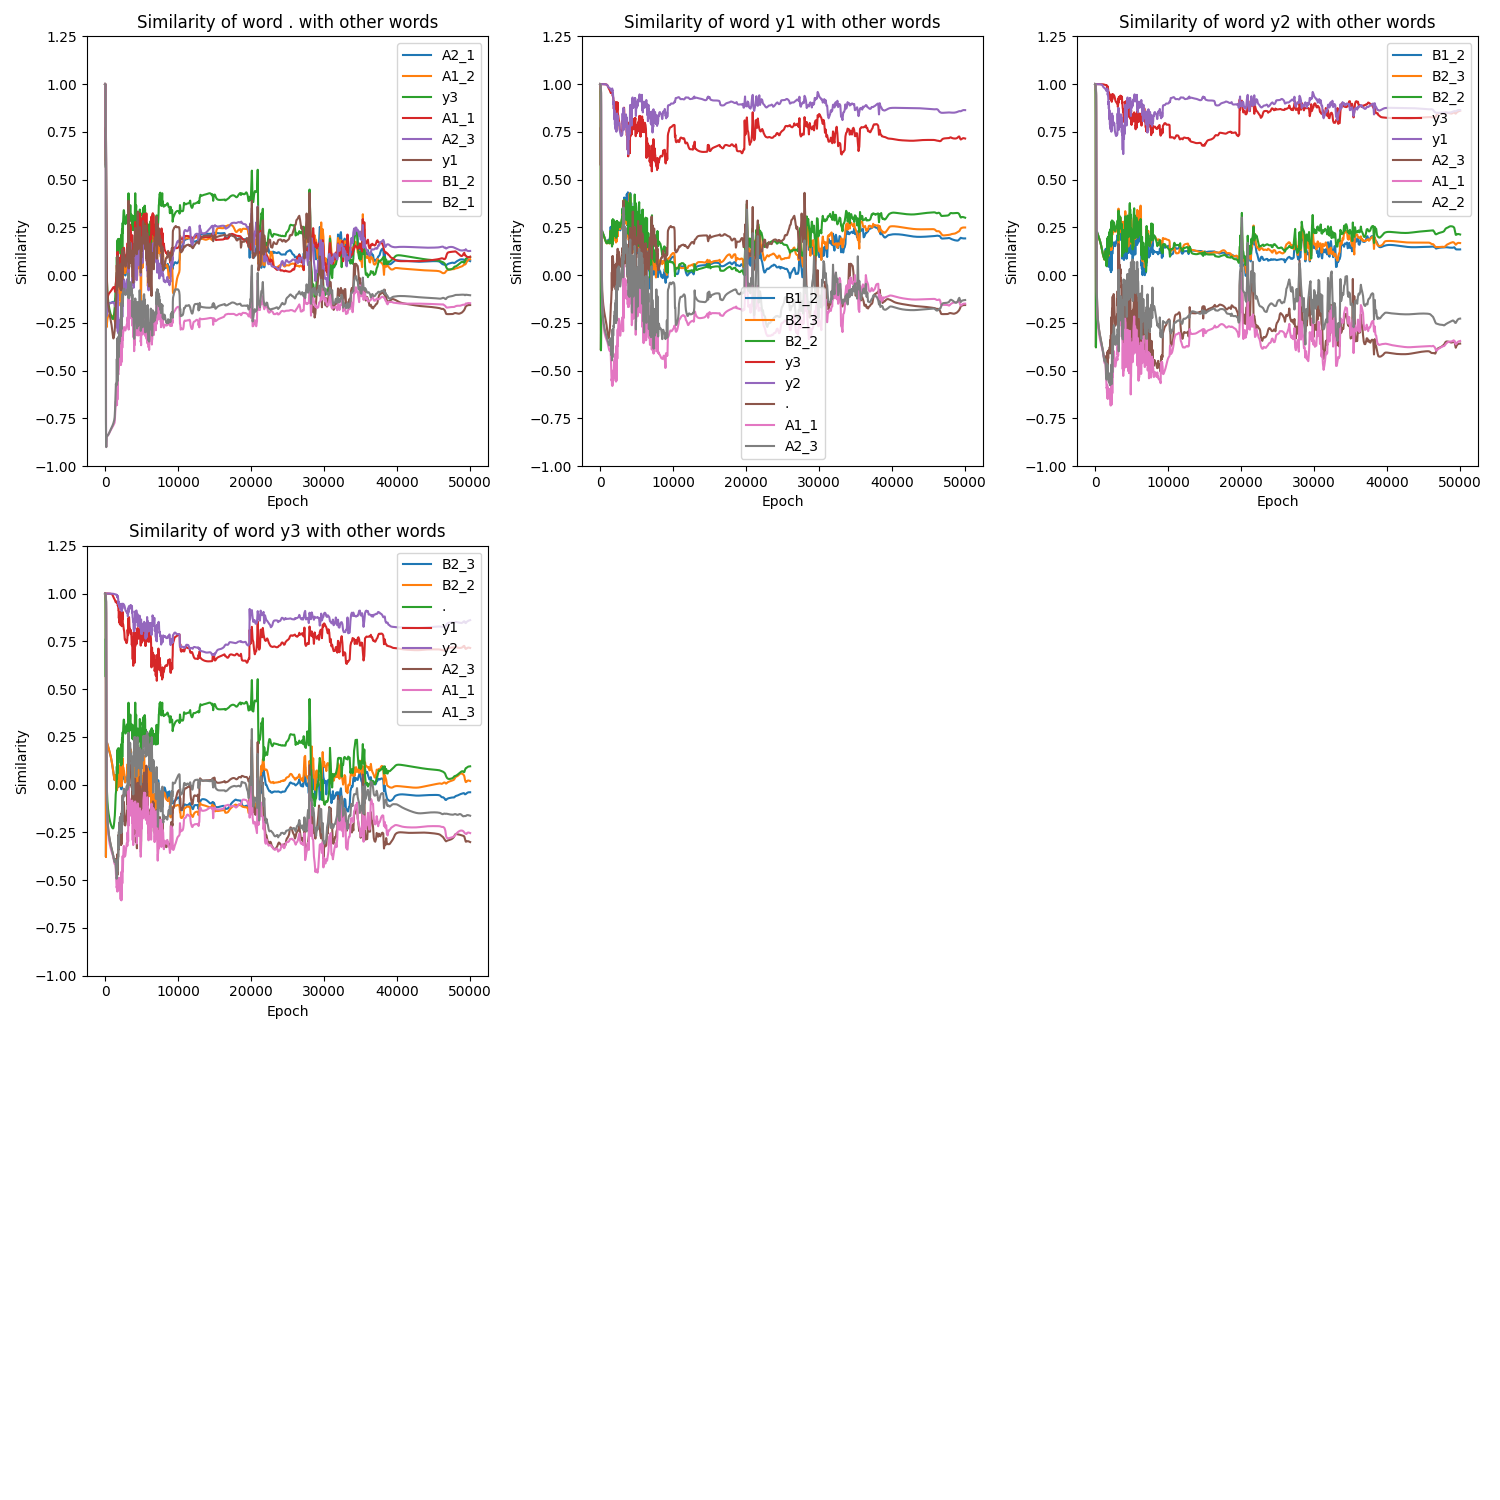 Similarity of word . with other words
1.25
1.00
0.75
0.50
0.25
0.00
−0.25
−0.50
−0.75
−1.00
Similarity
0 10000 20000 30000 40000 50000
Epoch
A2_1
A1_2
y3
A1_1
A2_3
y1
B1_2
B2_1
Similarity of word y1 with other words
1.25
1.00
0.75
0.50
0.25
0.00
−0.25
−0.50
−0.75
−1.00
Similarity
0 10000 20000 30000 40000 50000
Epoch
B1_2
B2_3
B2_2
y3
y2
.
A1_1
A2_3
Similarity of word y2 with other words
1.25
1.00
0.75
0.50
0.25
0.00
−0.25
−0.50
−0.75
−1.00
Similarity
0 10000 20000 30000 40000 50000
Epoch
B1_2
B2_3
B2_2
y3
y1
A2_3
A1_1
A2_2
Similarity of word y3 with other words
1.25
1.00
0.75
0.50
0.25
0.00
−0.25
−0.50
−0.75
−1.00
Similarity
0 10000 20000 30000 40000 50000
Epoch
B2_3
B2_2
.
y1
y2
A2_3
A1_1
A1_3